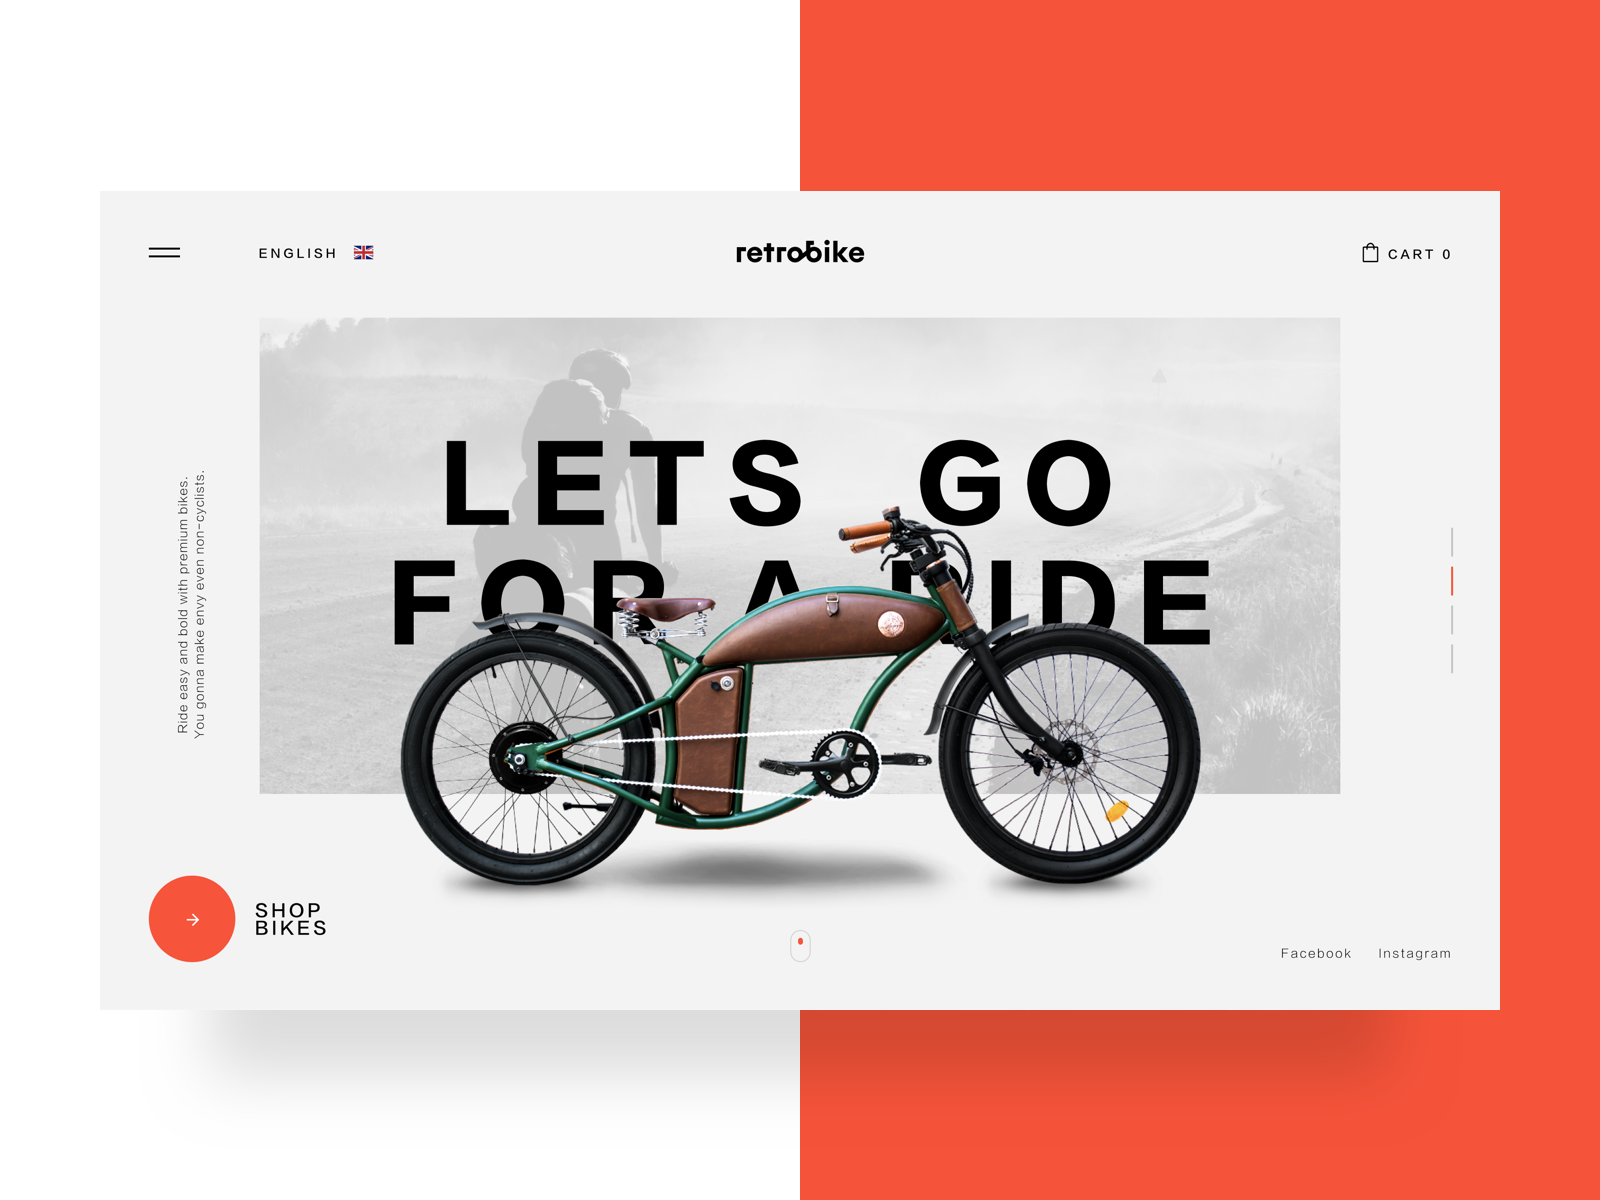 ENGLISH
retrobike
CART 0
LETS GO
FOR A RIDE
Ride easy and bold with premium bikes.
You gonna make envy even non-cyclists.
SHOP
BIKES
Facebook
Instagram